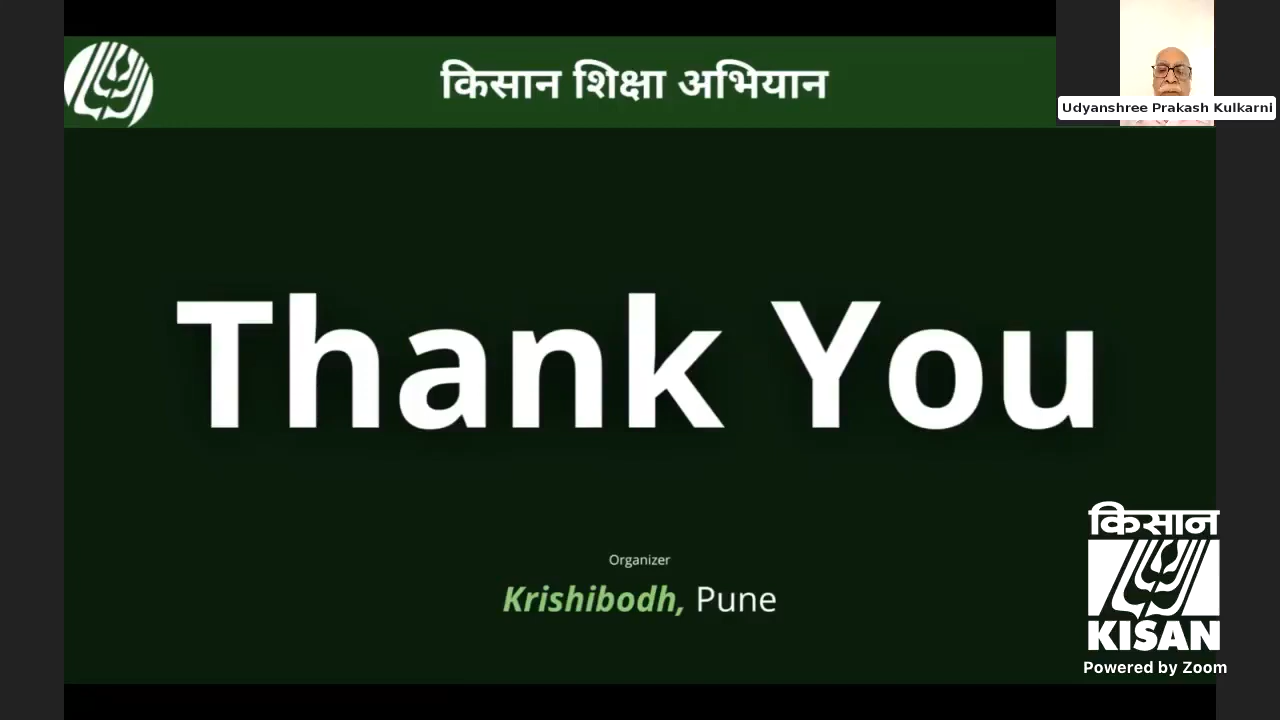 किसान शिक्षा अभियान
Udyanshree Prakash Kulkarni
Thank You
Organizer
Krishibodh, Pune
किसान
KISAN
Powered by Zoom